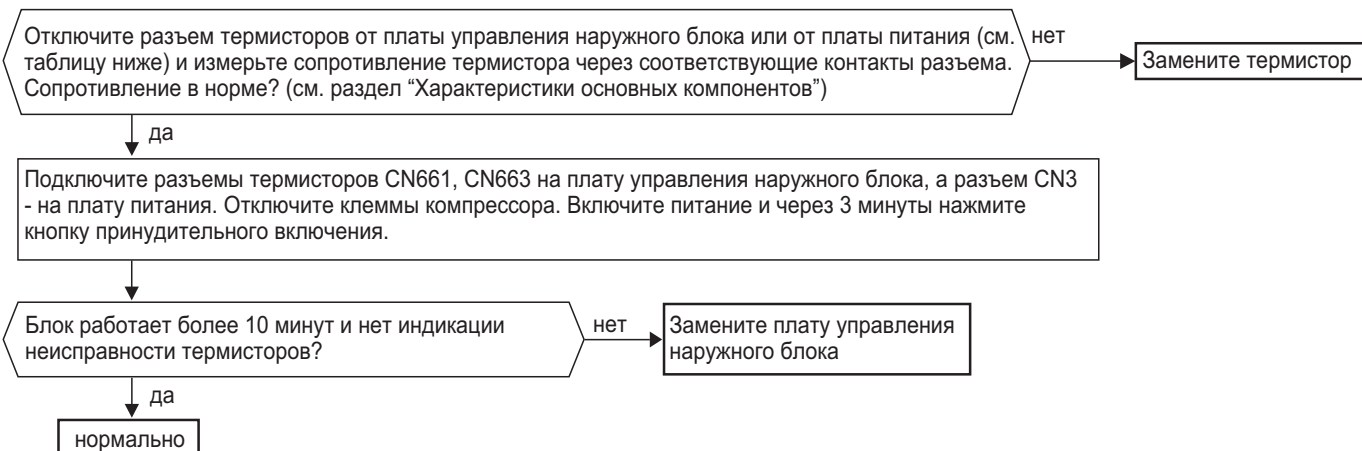 Отключите разъем термисторов от платы управления наружного блока или от платы питания (см.
таблицу ниже) и измерьте сопротивление термистора через соответствующие контакты разъема.
Сопротивление в норме? (см. раздел “Характеристики основных компонентов”)
нет
Замените термистор
да
Подключите разъемы термисторов CN661, CN663 на плату управления наружного блока, а разъем CN3
- на плату питания. Отключите клеммы компрессора. Включите питание и через 3 минуты нажмите
кнопку принудительного включения.
Блок работает более 10 минут и нет индикации
неисправности термисторов?
нет
Замените плату управления
наружного блока
да
нормально